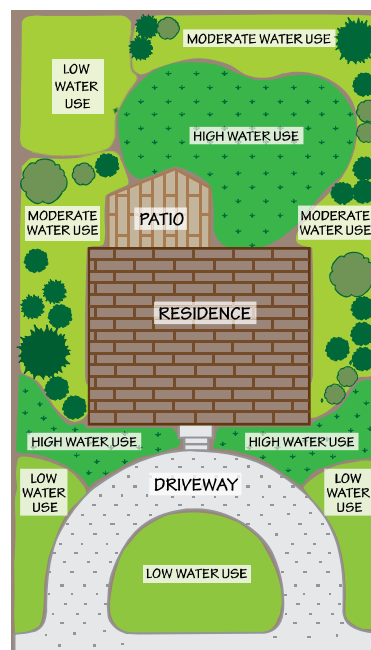 MODERATE WATER USE
LOW
WATER
USE
HIGH WATER USE
PATIO
MODERATE
WATER USE
MODERATE
WATER USE
RESIDENCE
HIGH WATER USE
HIGH WATER USE
LOW
WATER
USE
DRIVEWAY
LOW
WATER
USE
LOW WATER USE